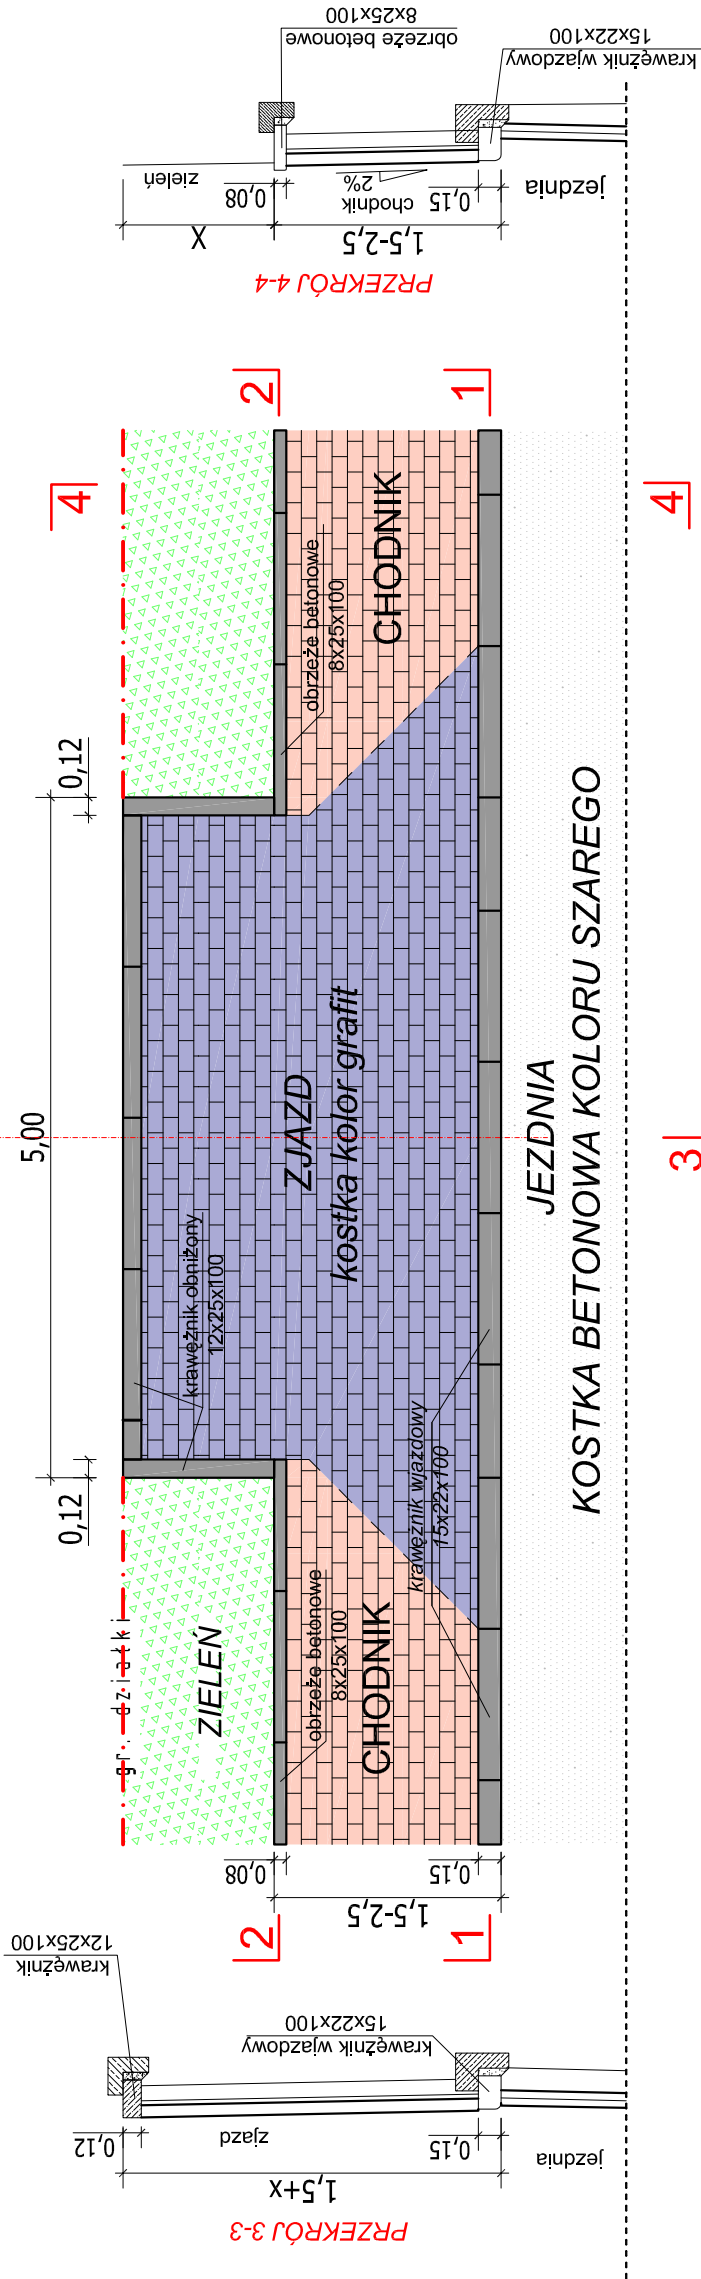 8x25x100
obrzeże betonowe
15x22x100
krawężnik wjazdowy
zieleń
0,08
chodnik
2%
0,15
jezdnia
X
1,5-2,5
PRZEKRÓJ 4-4
2
1
4
4
0,12
obrzeże betonowe
8x25x100
CHODNIK
5,00
ZJAZD
kostka kolor grafit
JEZDNIA
KOSTKA BETONOWA KOLORU SZAREGO
3
krawężnik obniżony
12x25x100
krawężnik wjazdowy
15x22x100
0,12
gr. działki
ZIELEŃ
obrzeże betonowe
8x25x100
CHODNIK
0,08
0,15
1,5-2,5
2
1
12x25x100
krawężnik
15x22x100
krawężnik wjazdowy
0,12
zjazd
0,15
jezdnia
1,5+x
PRZEKRÓJ 3-3